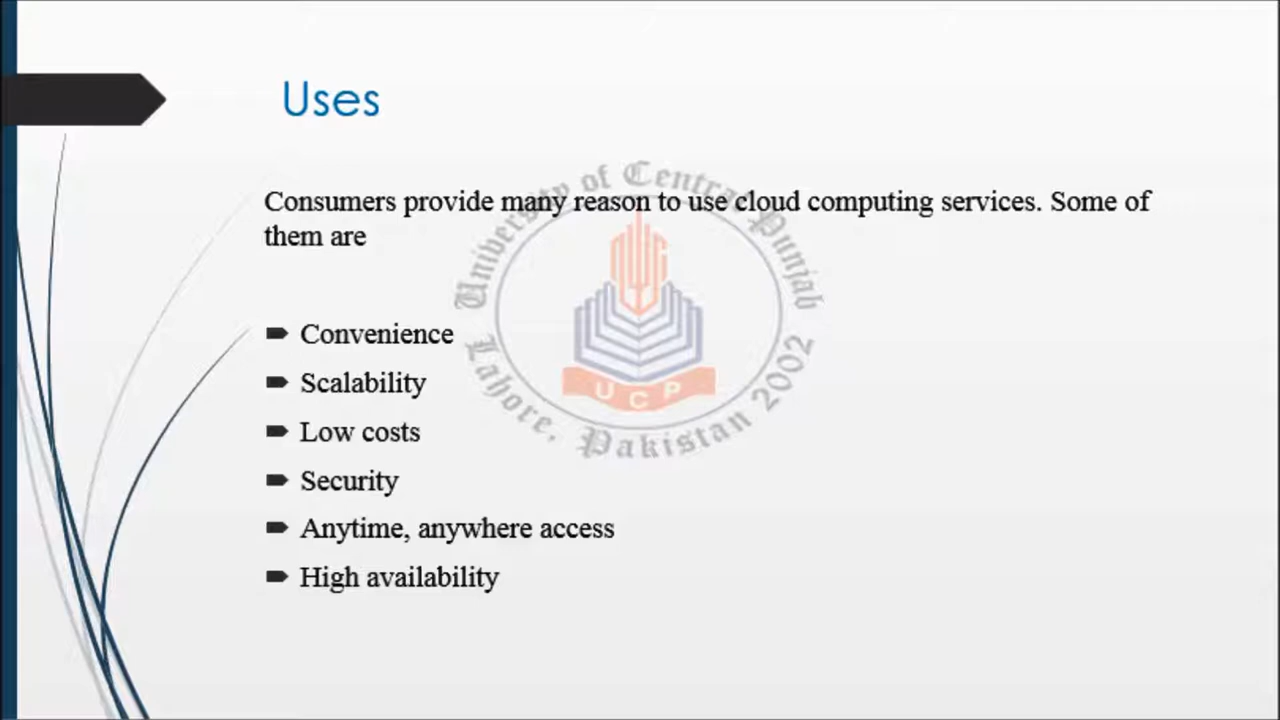 Uses
Consumers provide many reason to use cloud computing services. Some of
them are
Convenience
Scalability
Low costs
Security
Anytime, anywhere access
High availability
University of Central Punjab
UCP
Lahore, Pakistan 2002